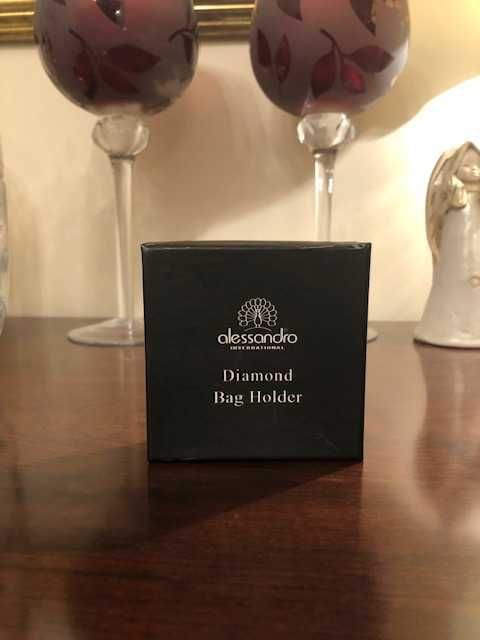 alessandro
INTERNATIONAL
Diamond
Bag Holder